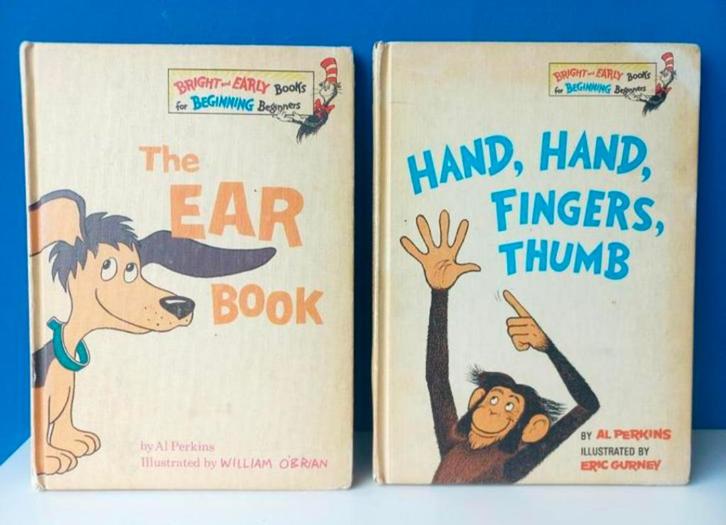 BRIGHT and EARLY Books
for BEGINNING Beginners
The
EAR
BOOK
by Al Perkins
Illustrated by WILLIAM O'BRIAN
BRIGHT and EARLY Books
for BEGINNING Beginners
HAND, HAND,
FINGERS,
THUMB
BY AL PERKINS
ILLUSTRATED BY
ERIC GURNEY